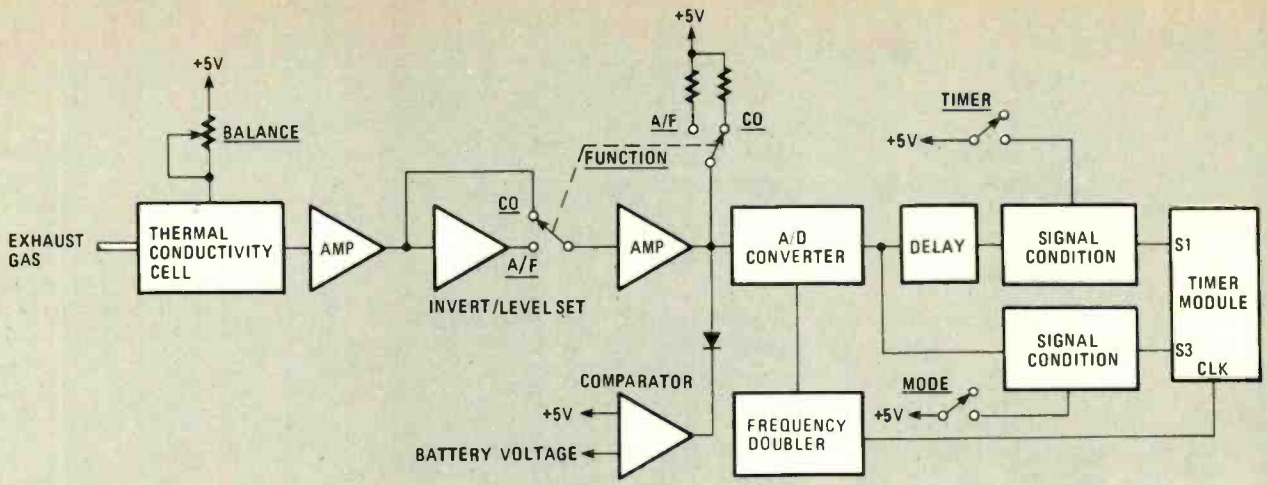 +5V
+5V
BALANCE
A/F
CO
TIMER
+5V
FUNCTION
CO
EXHAUST
GAS
THERMAL
CONDUCTIVITY
CELL
AMP
A/F
INVERT/LEVEL SET
AMP
A/D
CONVERTER
DELAY
SIGNAL
CONDITION
S1
TIMER
MODULE
SIGNAL
CONDITION
S3
CLK
COMPARATOR
+5V
BATTERY VOLTAGE
FREQUENCY
DOUBLER
MODE
+5V